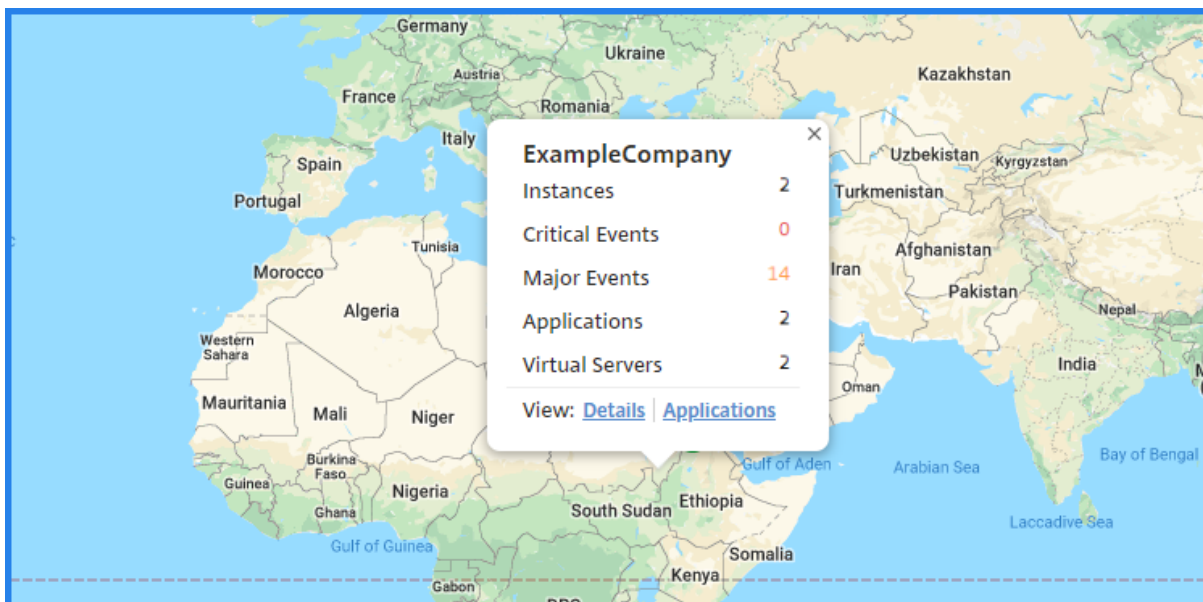 Germany
Ukraine
Kazakhstan
Austria
France
Romania
Italy
ExampleCompany
Uzbekistan
Kyrgyzstan
Spain
Instances 2
Turkmenistan
Portugal
Critical Events 0
Tunisia
Afghanistan
Morocco
Major Events 14
Iran
Pakistan
Algeria
Nepal
Applications 2
Western
Sahara
Virtual Servers 2
India
Oman
Mauritania
Mali
Niger
View: Details | Applications
Burkina
Faso
Bay of Bengal
Gulf of Aden
Arabian Sea
Guinea
Nigeria
Ethiopia
Ghana
South Sudan
Laccadive Sea
Gulf of Guinea
Somalia
Kenya
Gabon